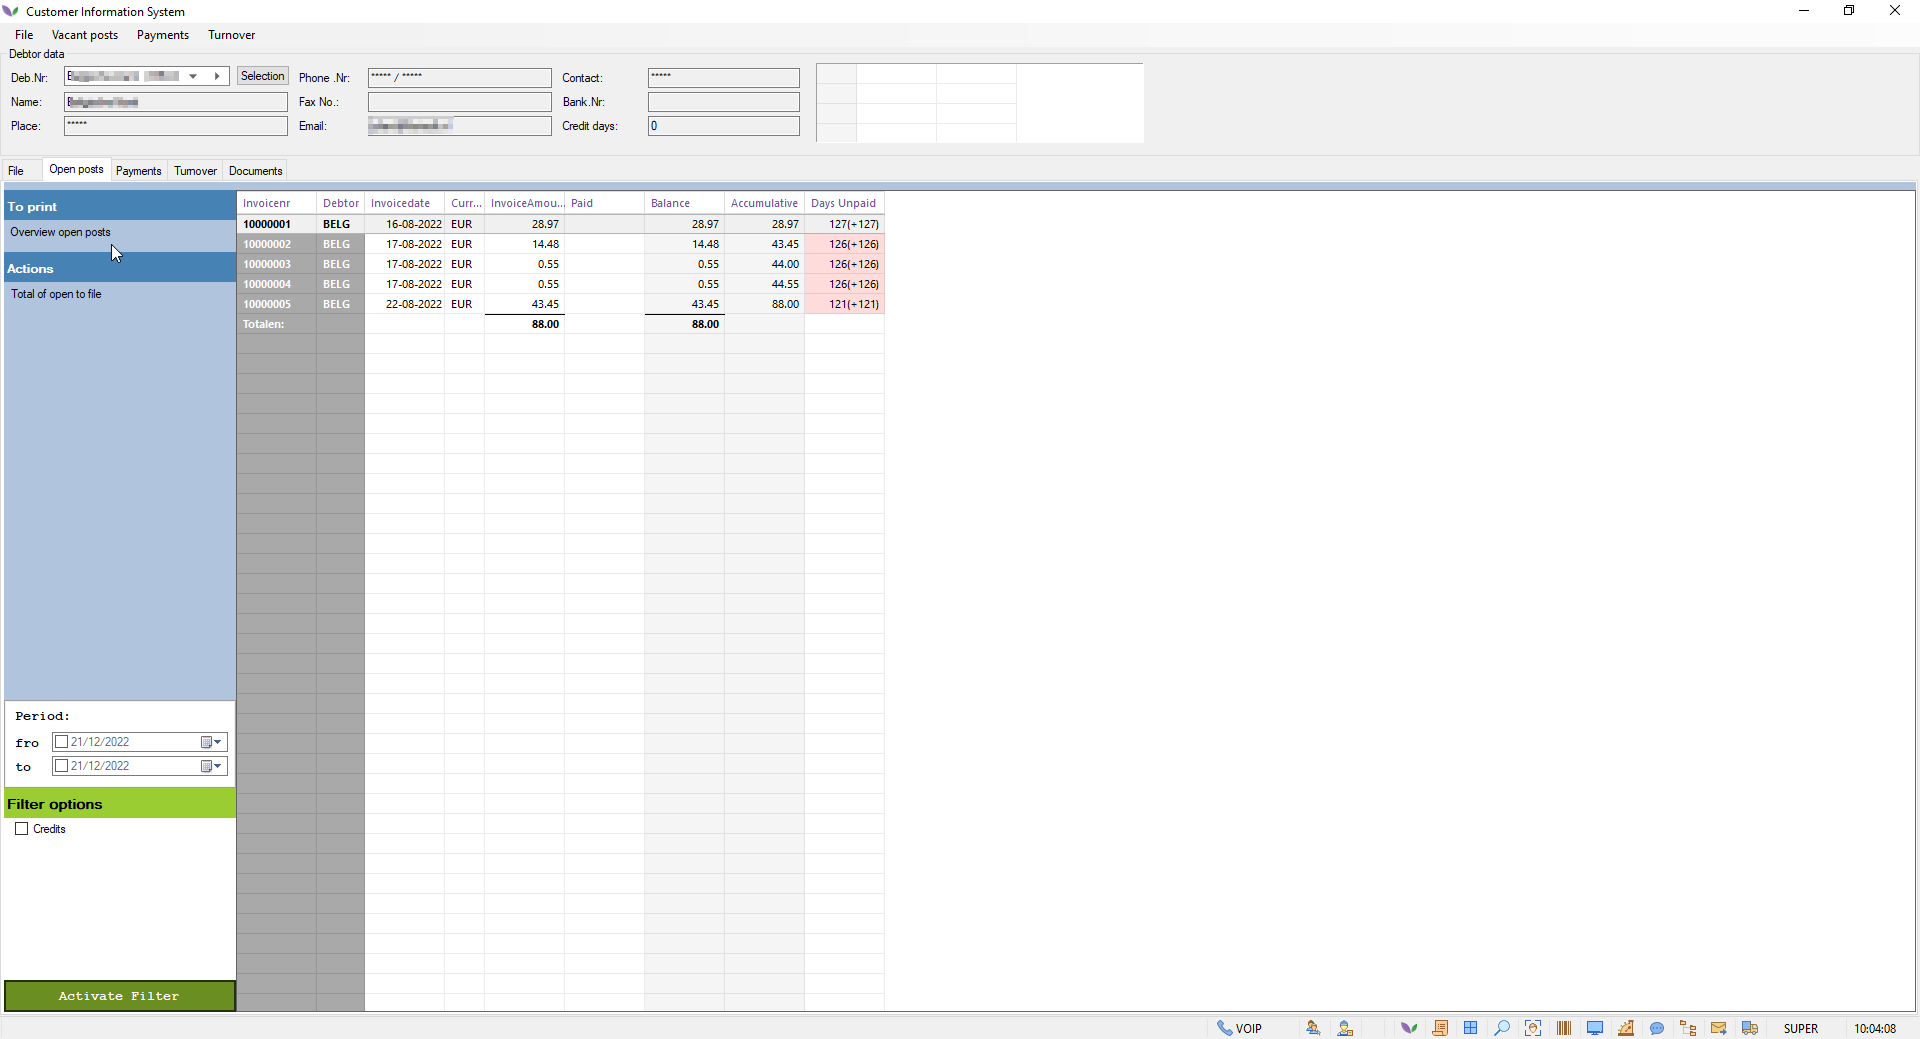 Customer Information System
File Vacant posts Payments Turnover
Debtor data
Deb.Nr: Selection Phone .Nr: ***** / ***** Contact: *****
Name: Fax No.: Bank.Nr:
Place: ***** Email: Credit days: 0
File Open posts Payments Turnover Documents
To print
Overview open posts
Actions
Total of open to file
Invoicenr Debtor Invoicedate Curr... InvoiceAmou... Paid Balance Accumulative Days Unpaid
10000001 BELG 16-08-2022 EUR 28.97 28.97 28.97 127(+127)
10000002 BELG 17-08-2022 EUR 14.48 14.48 43.45 126(+126)
10000003 BELG 17-08-2022 EUR 0.55 0.55 44.00 126(+126)
10000004 BELG 17-08-2022 EUR 0.55 0.55 44.55 126(+126)
10000005 BELG 22-08-2022 EUR 43.45 43.45 88.00 121(+121)
Totalen: 88.00 88.00
Period:
fro 21/12/2022
to 21/12/2022
Filter options
Credits
Activate Filter
VOIP SUPER 10:04:08